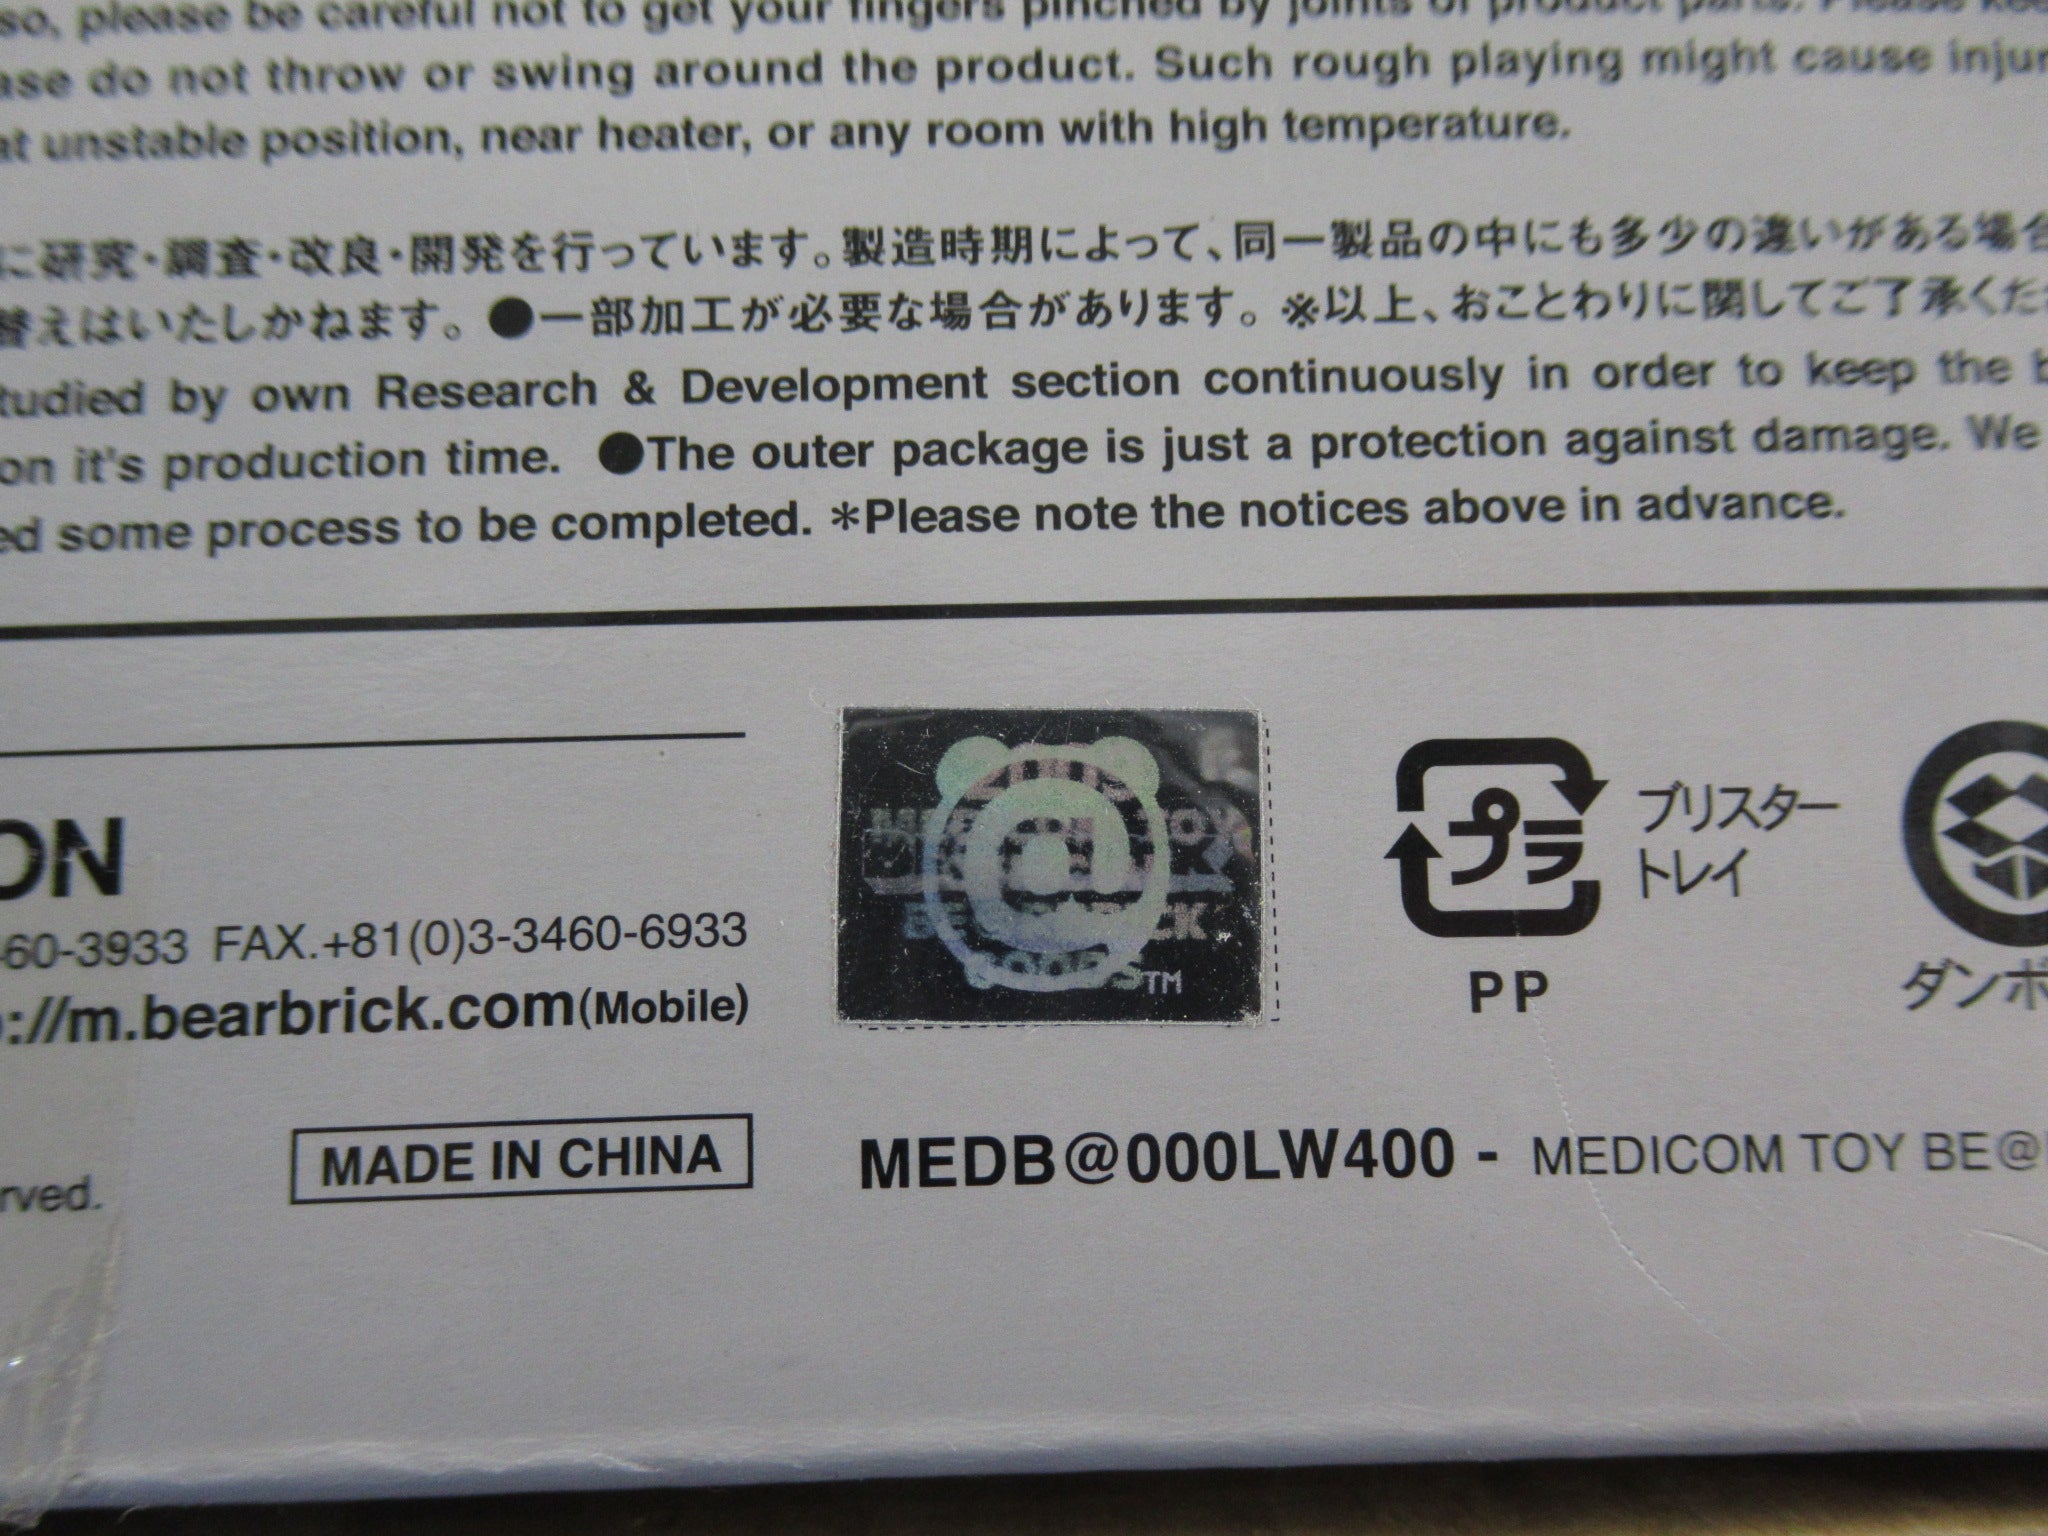 so, please be careful not to get your fingers pinched by joints of product parts. Please kee
ase do not throw or swing around the product. Such rough playing might cause injur
at unstable position, near heater, or any room with high temperature.
に研究・調査・改良・開発を行っています。製造時期によって、同一製品の中にも多少の違いがある場合
替えはいたしかねます。●一部加工が必要な場合があります。※以上、おことわりに関してご了承くだ
tudied by own Research & Development section continuously in order to keep the b
on it's production time. ●The outer package is just a protection against damage. We
ed some process to be completed. *Please note the notices above in advance.
ON
-60-3933 FAX.+81(0)3-3460-6933
://m.bearbrick.com(Mobile)
TM
プラ
ブリスター
トレイ
PP
ダンボ
MADE IN CHINA
MEDB@000LW400 - MEDICOM TOY BE@
rved.